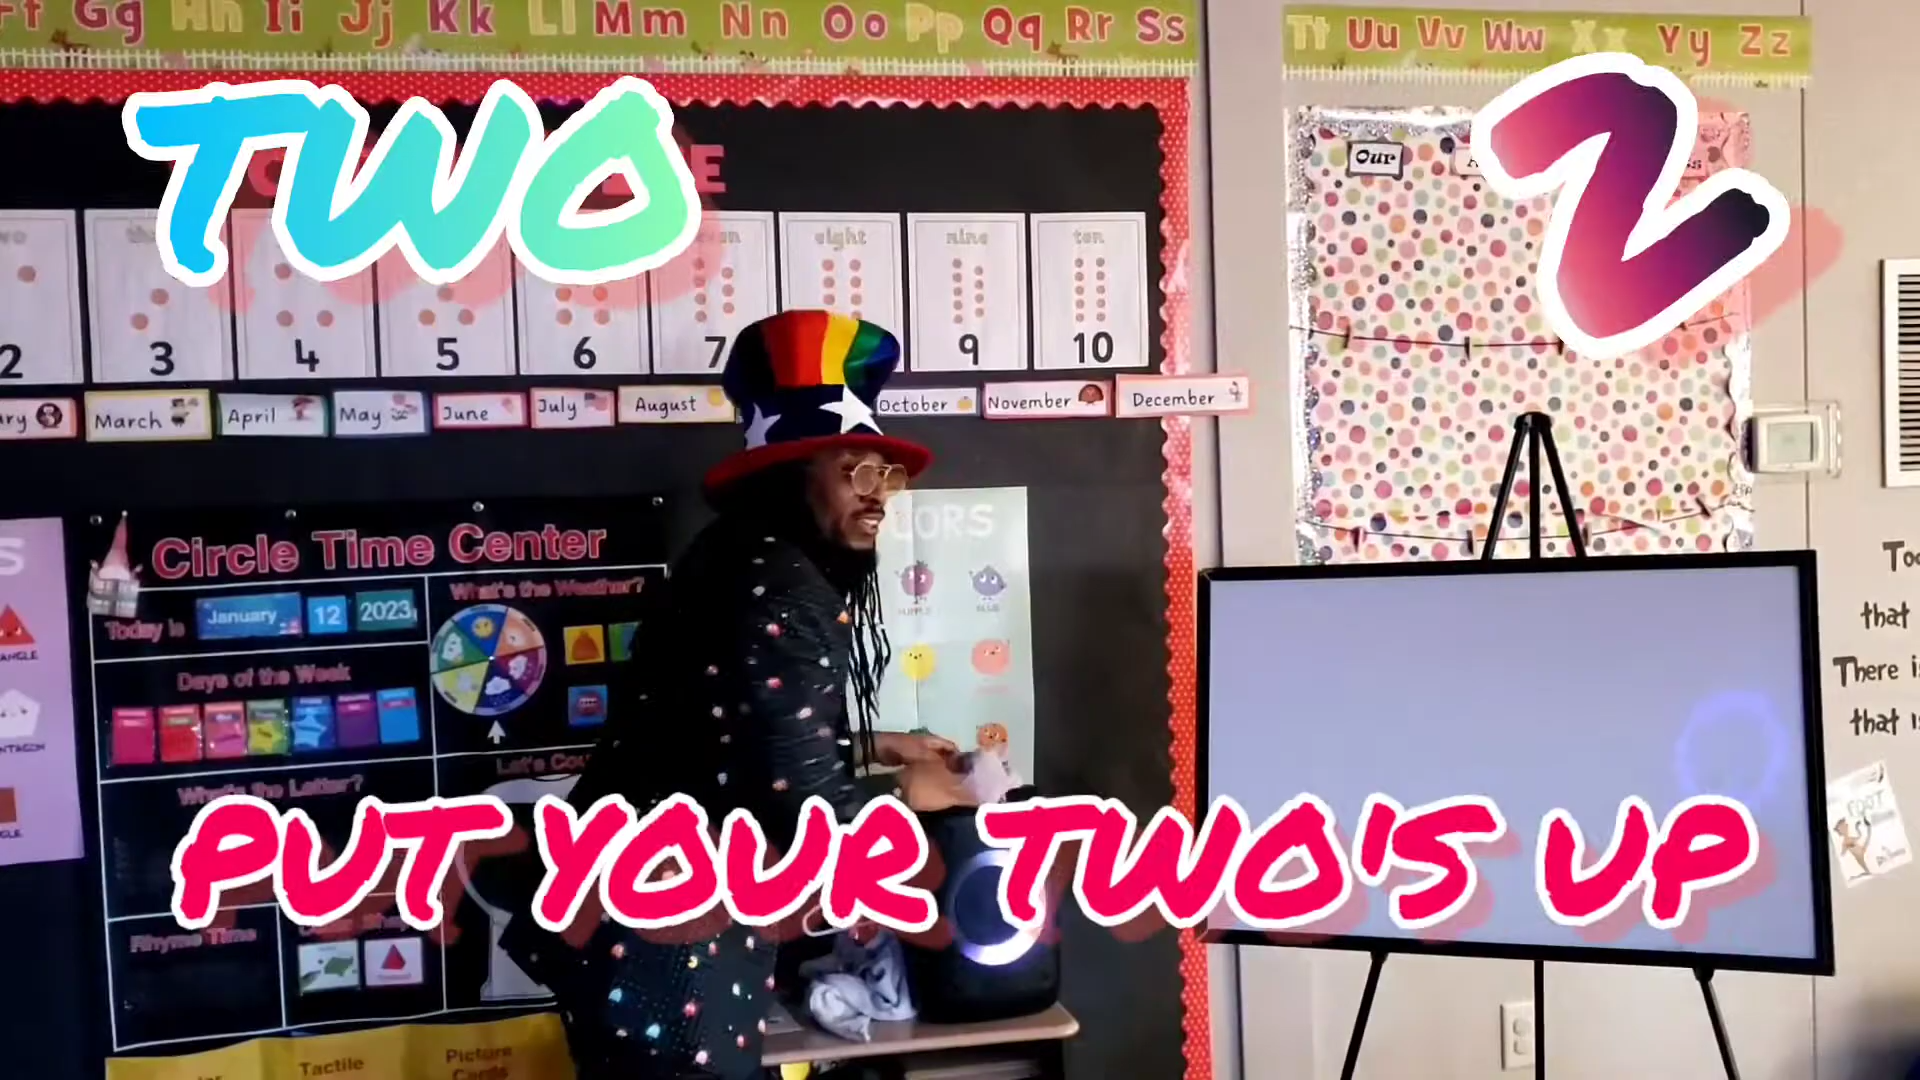 Gg Hh Ii Jj Kk Ll Mm Nn Oo Pp Qq Rr Ss Tt Uu Vv Ww Xx Yy Zz
TWO
2
Our
eight nine ten
2 3 4 5 6 7 9 10
March April May June July August October November December
Circle Time Center
What's the Weather?
Today is January 12 2023
Days of the Week
What's the Letter?
PUT YOUR TWO'S UP
Rhyme Time
Tactile
Picture
Cards
that
There
that
FOOT